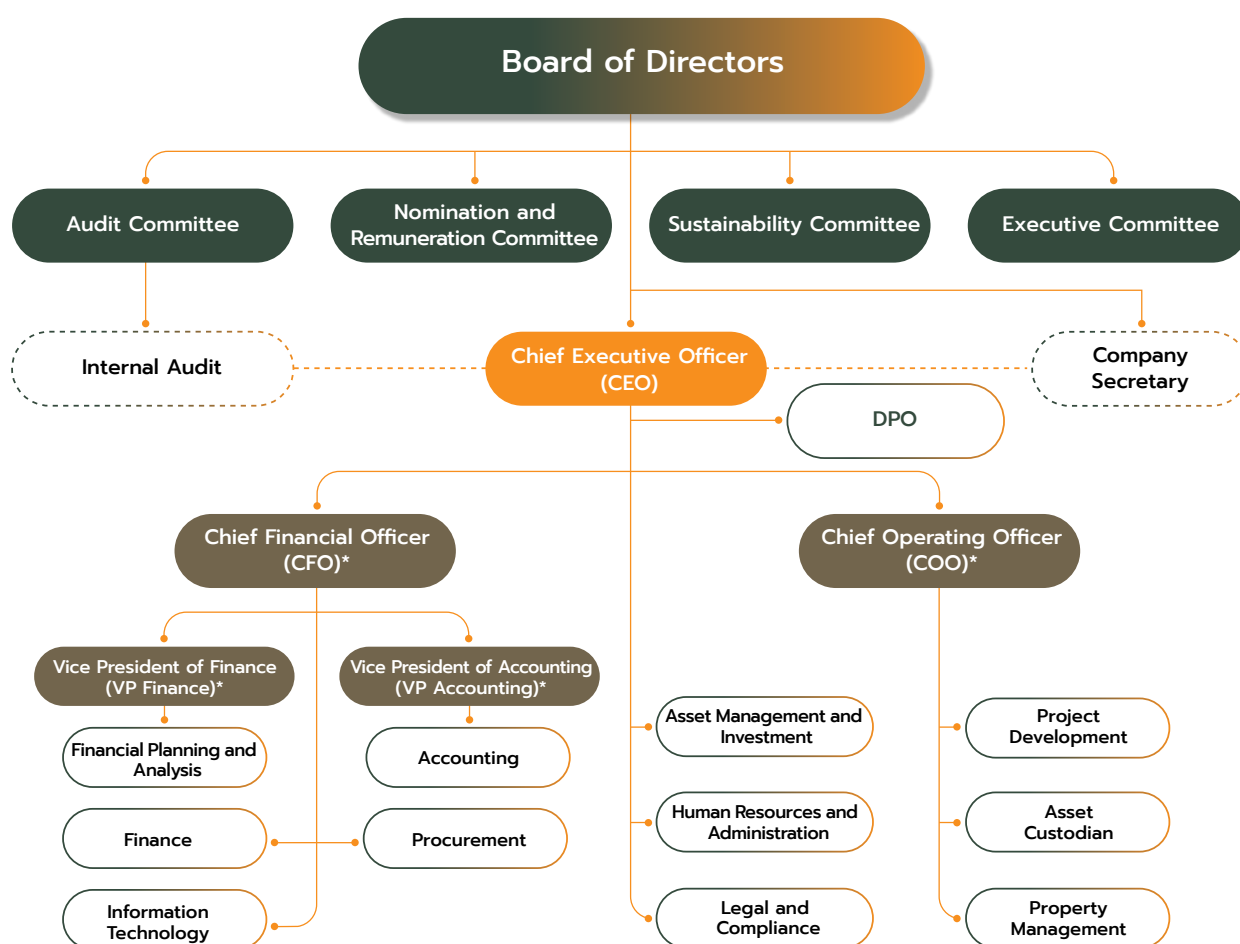 Board of Directors
Audit Committee
Nomination and
Remuneration Committee
Sustainability Committee
Executive Committee
Internal Audit
Chief Executive Officer
(CEO)
Company
Secretary
DPO
Chief Financial Officer
(CFO)*
Chief Operating Officer
(COO)*
Vice President of Finance
(VP Finance)*
Vice President of Accounting
(VP Accounting)*
Financial Planning and
Analysis
Accounting
Asset Management and
Investment
Project
Development
Finance
Procurement
Human Resources and
Administration
Asset
Custodian
Information
Technology
Legal and
Compliance
Property
Management